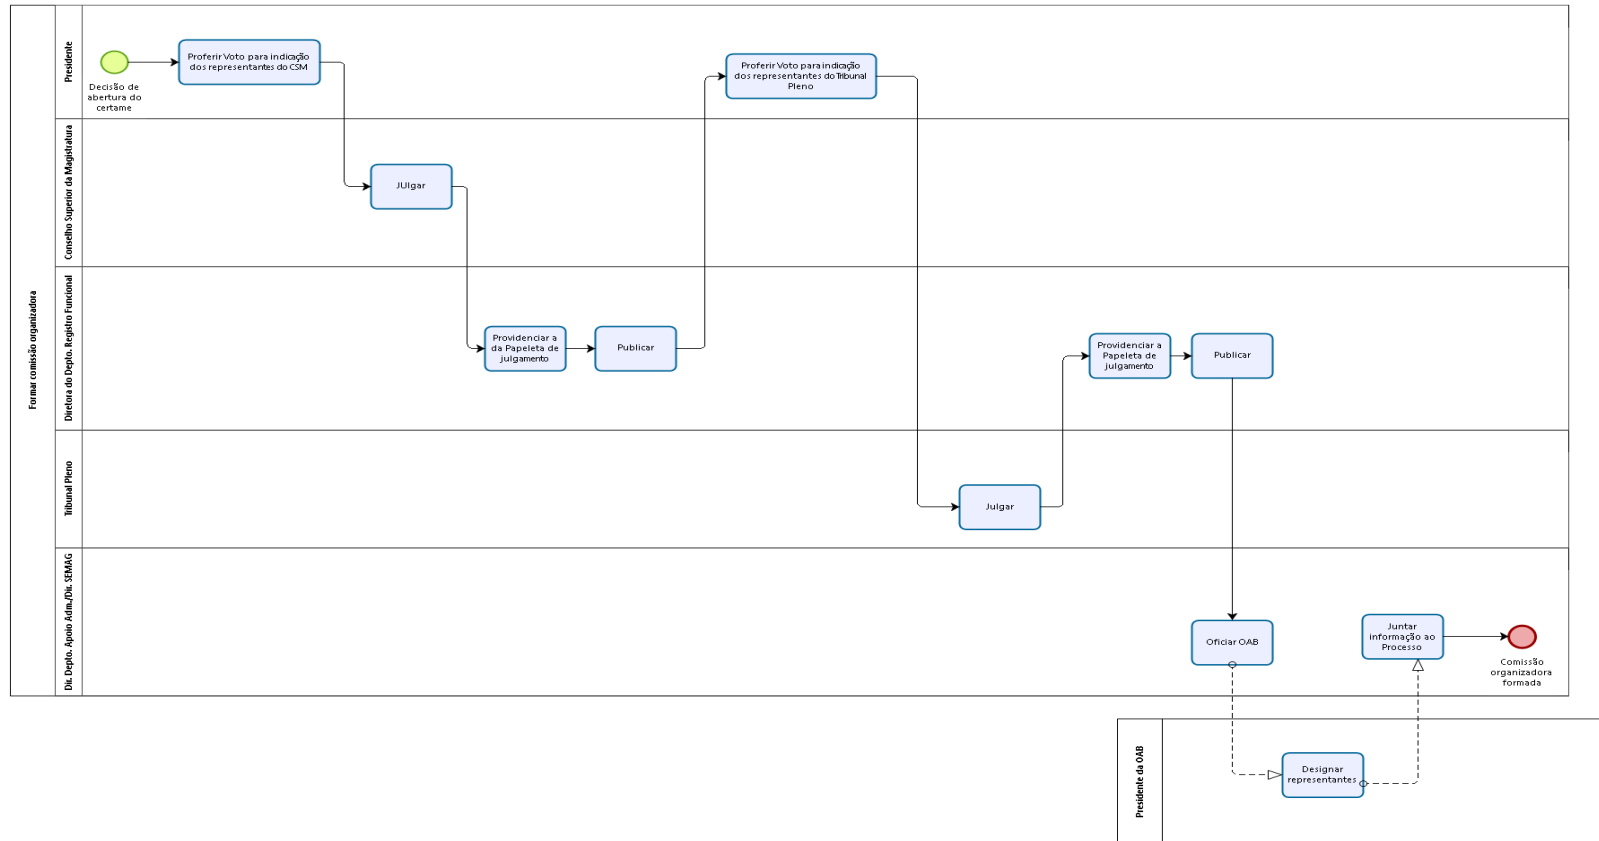 Formar comissão organizadora
Presidente
Decisão de
abertura do
certame
Proferir Voto para indicação
dos representantes do CSM
Proferir Voto para indicação
dos representantes do Tribunal
Pleno
Conselho Superior da Magistratura
JUlgar
Diretora do Depto. Registro Funcional
Providenciar a
da Papeleta de
julgamento
Publicar
Providenciar a
Papeleta de
julgamento
Publicar
Tribunal Pleno
Julgar
Dir. Depto. Apoio Adm./Dir. SEMAG
Oficiar OAB
Juntar
informação ao
Processo
Comissão
organizadora
formada
Presidente da OAB
Designar
representantes